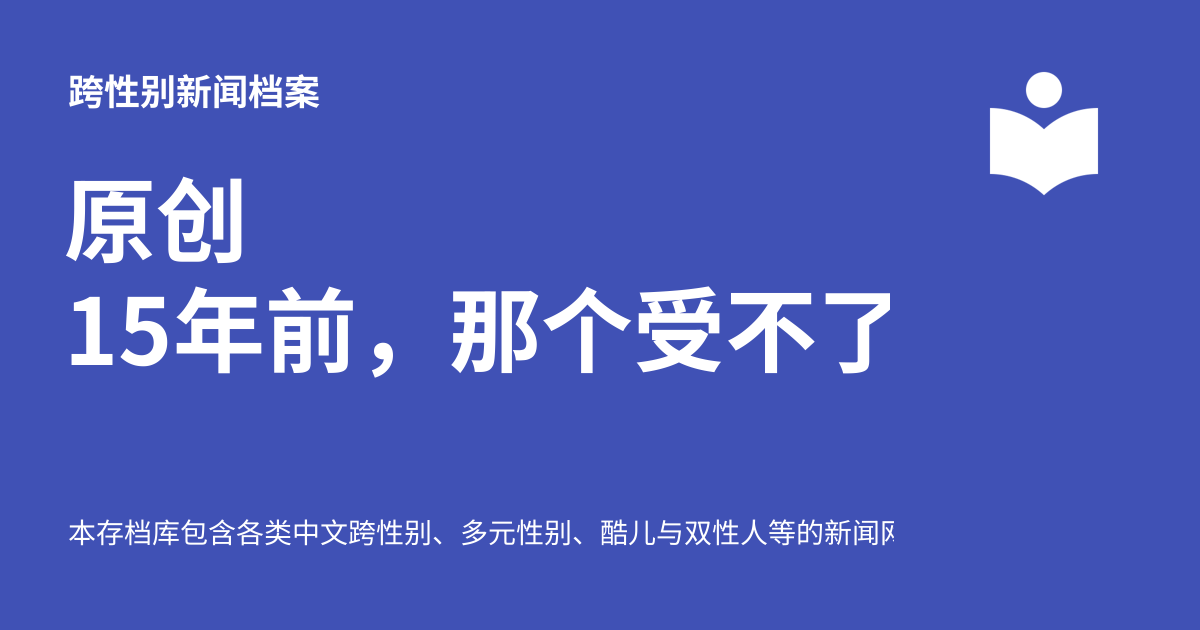 跨性别新闻档案
原创
15年前，那个受不了
本存档库包含各类中文跨性别、多元性别、酷儿与双性人等的新闻网